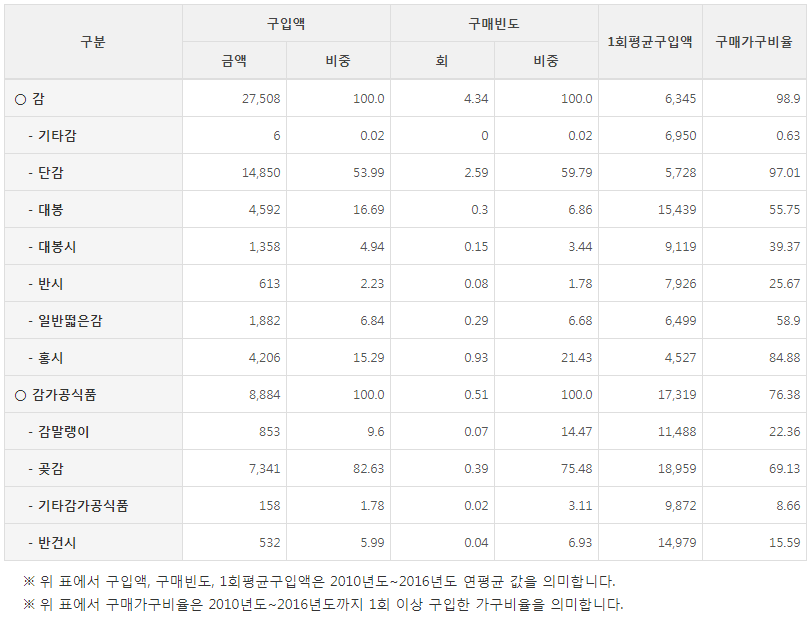 구분 구입액 구매빈도 1회평균구입액 구매가구비율
금액 비중 회 비중
○ 감 27,508 100.0 4.34 100.0 6,345 98.9
- 기타감 6 0.02 0 0.02 6,950 0.63
- 단감 14,850 53.99 2.59 59.79 5,728 97.01
- 대봉 4,592 16.69 0.3 6.86 15,439 55.75
- 대봉시 1,358 4.94 0.15 3.44 9,119 39.37
- 반시 613 2.23 0.08 1.78 7,926 25.67
- 일반떫은감 1,882 6.84 0.29 6.68 6,499 58.9
- 홍시 4,206 15.29 0.93 21.43 4,527 84.88
○ 감가공식품 8,884 100.0 0.51 100.0 17,319 76.38
- 감말랭이 853 9.6 0.07 14.47 11,488 22.36
- 곶감 7,341 82.63 0.39 75.48 18,959 69.13
- 기타감가공식품 158 1.78 0.02 3.11 9,872 8.66
- 반건시 532 5.99 0.04 6.93 14,979 15.59
※ 위 표에서 구입액, 구매빈도, 1회평균구입액은 2010년도~2016년도 연평균 값을 의미합니다.
※ 위 표에서 구매가구비율은 2010년도~2016년도까지 1회 이상 구입한 가구비율을 의미합니다.